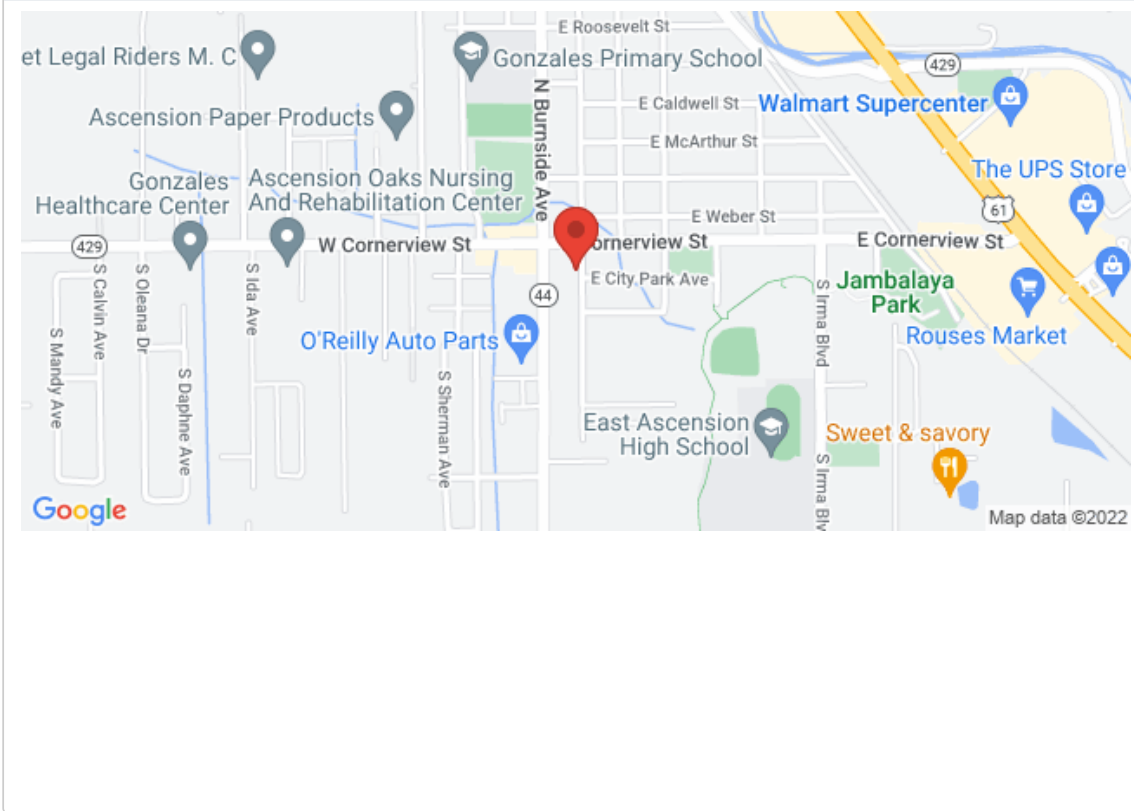 E Roosevelt St
et Legal Riders M. C
Gonzales Primary School
429
E Caldwell St
Walmart Supercenter
Ascension Paper Products
N Burnside Ave
E McArthur St
The UPS Store
Gonzales
Healthcare Center
Ascension Oaks Nursing
And Rehabilitation Center
61
E Weber St
429
W Cornerview St
ornerview St
E Cornerview St
S Calvin Ave
S Oleana Dr
S Ida Ave
44
E City Park Ave
S Irma Blvd
Jambalaya
Park
S Mandy Ave
O'Reilly Auto Parts
Rouses Market
S Daphne Ave
S Sherman Ave
East Ascension
High School
Sweet & savory
S Irma Blv
Google
Map data ©2022